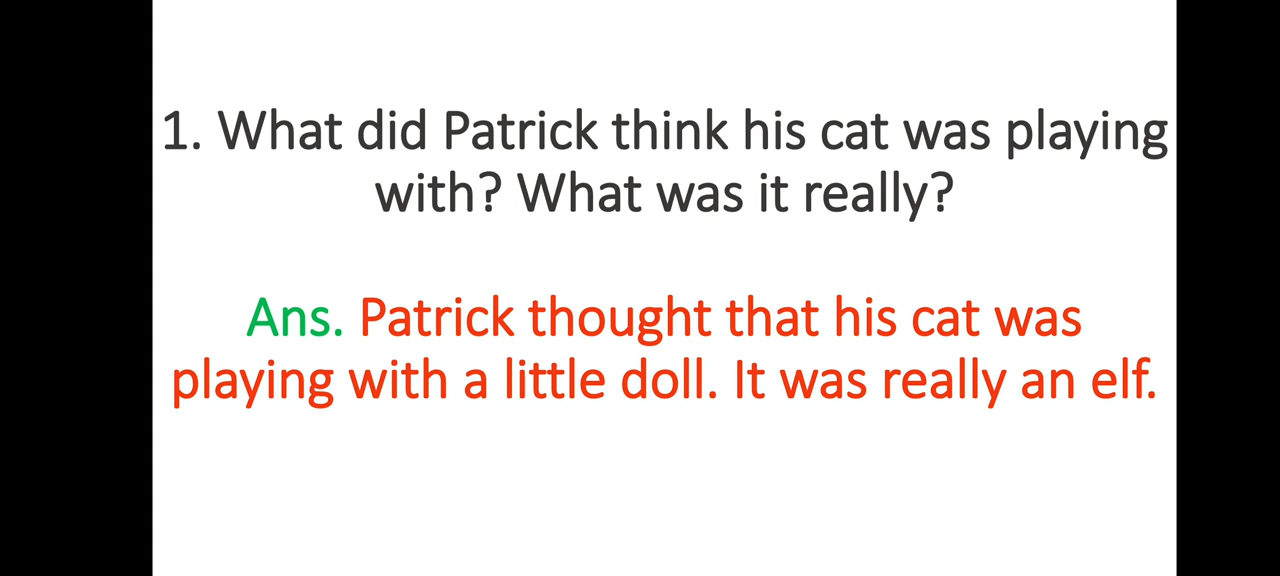 1. What did Patrick think his cat was playing
with? What was it really?
Ans. Patrick thought that his cat was
playing with a little doll. It was really an elf.